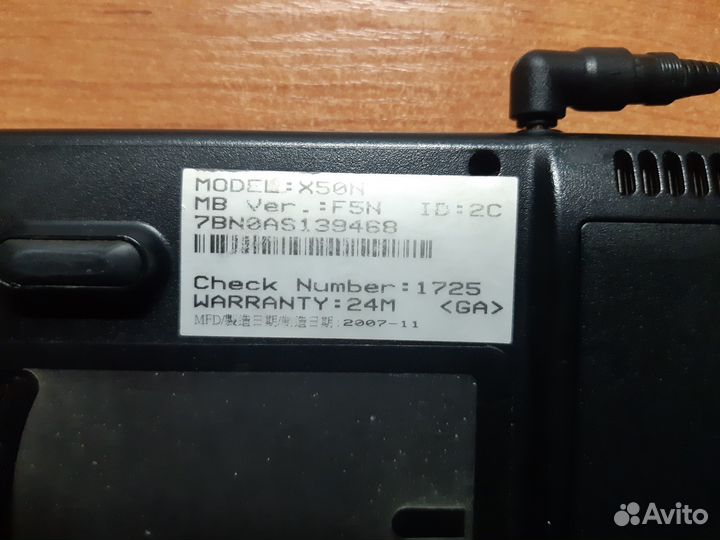 MODEL:X50N
MB Ver.:F5N ID:2C
7BN0AS139468
Check Number:1725
WARRANTY:24M <GA>
MFD/製造日期/制造日期:2007-11
Avito